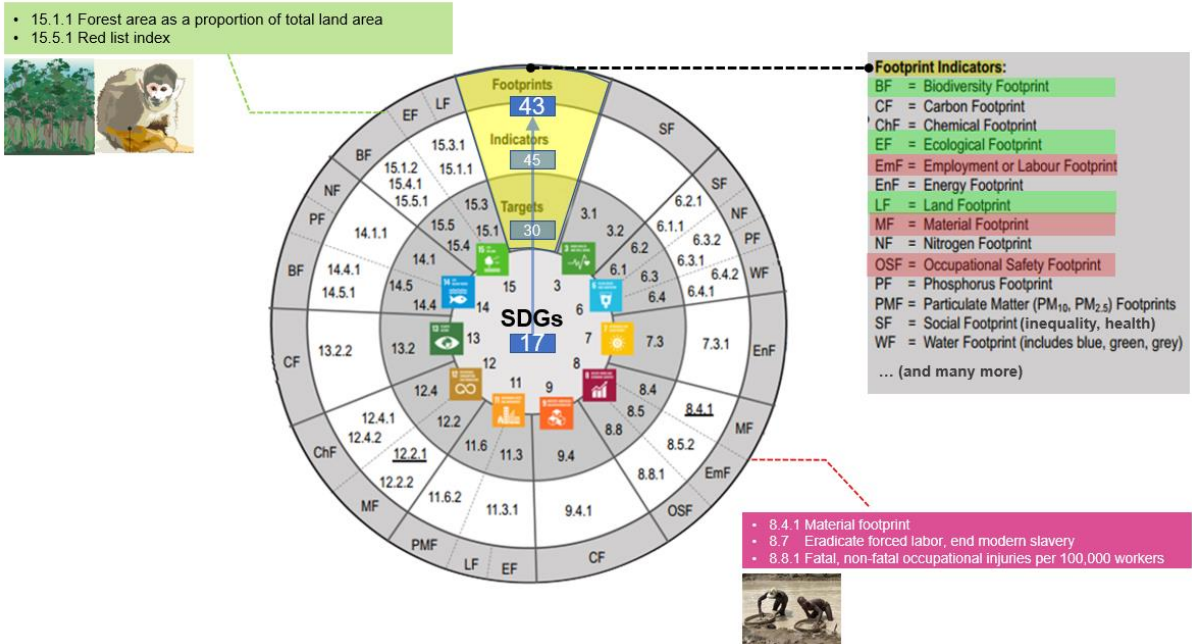 • 15.1.1 Forest area as a proportion of total land area
• 15.5.1 Red list index
Footprints
43
Indicators
45
Targets
30
SDGs
17
EF
LF
BF
NF
PF
BF
CF
ChF
MF
PMF
LF
EF
CF
OSF
EmF
MF
EnF
WF
PF
NF
SF
SF
15.3.1
15.1.2
15.1.1
15.4.1
15.5.1
14.1.1
14.4.1
14.5.1
13.2.2
12.4.1
12.4.2
12.2.1
12.2.2
11.6.2
11.3.1
9.4.1
8.8.1
8.5.2
8.4.1
7.3.1
6.4.1
6.4.2
6.3.1
6.3.2
6.1.1
6.2.1
15.3
15.5
15.1
15.4
14.1
14.5
14.4
13.2
12.4
12.2
11.6
11.3
9.4
8.8
8.5
8.4
7.3
6.4
6.3
6.1
6.2
3.2
3.1
15
14
13
12
11
9
8
7
6
3
Footprint Indicators:
BF = Biodiversity Footprint
CF = Carbon Footprint
ChF = Chemical Footprint
EF = Ecological Footprint
EmF = Employment or Labour Footprint
EnF = Energy Footprint
LF = Land Footprint
MF = Material Footprint
NF = Nitrogen Footprint
OSF = Occupational Safety Footprint
PF = Phosphorus Footprint
PMF = Particulate Matter (PM10, PM2.5) Footprints
SF = Social Footprint (inequality, health)
WF = Water Footprint (includes blue, green, grey)
… (and many more)
• 8.4.1 Material footprint
• 8.7 Eradicate forced labor, end modern slavery
• 8.8.1 Fatal, non-fatal occupational injuries per 100,000 workers